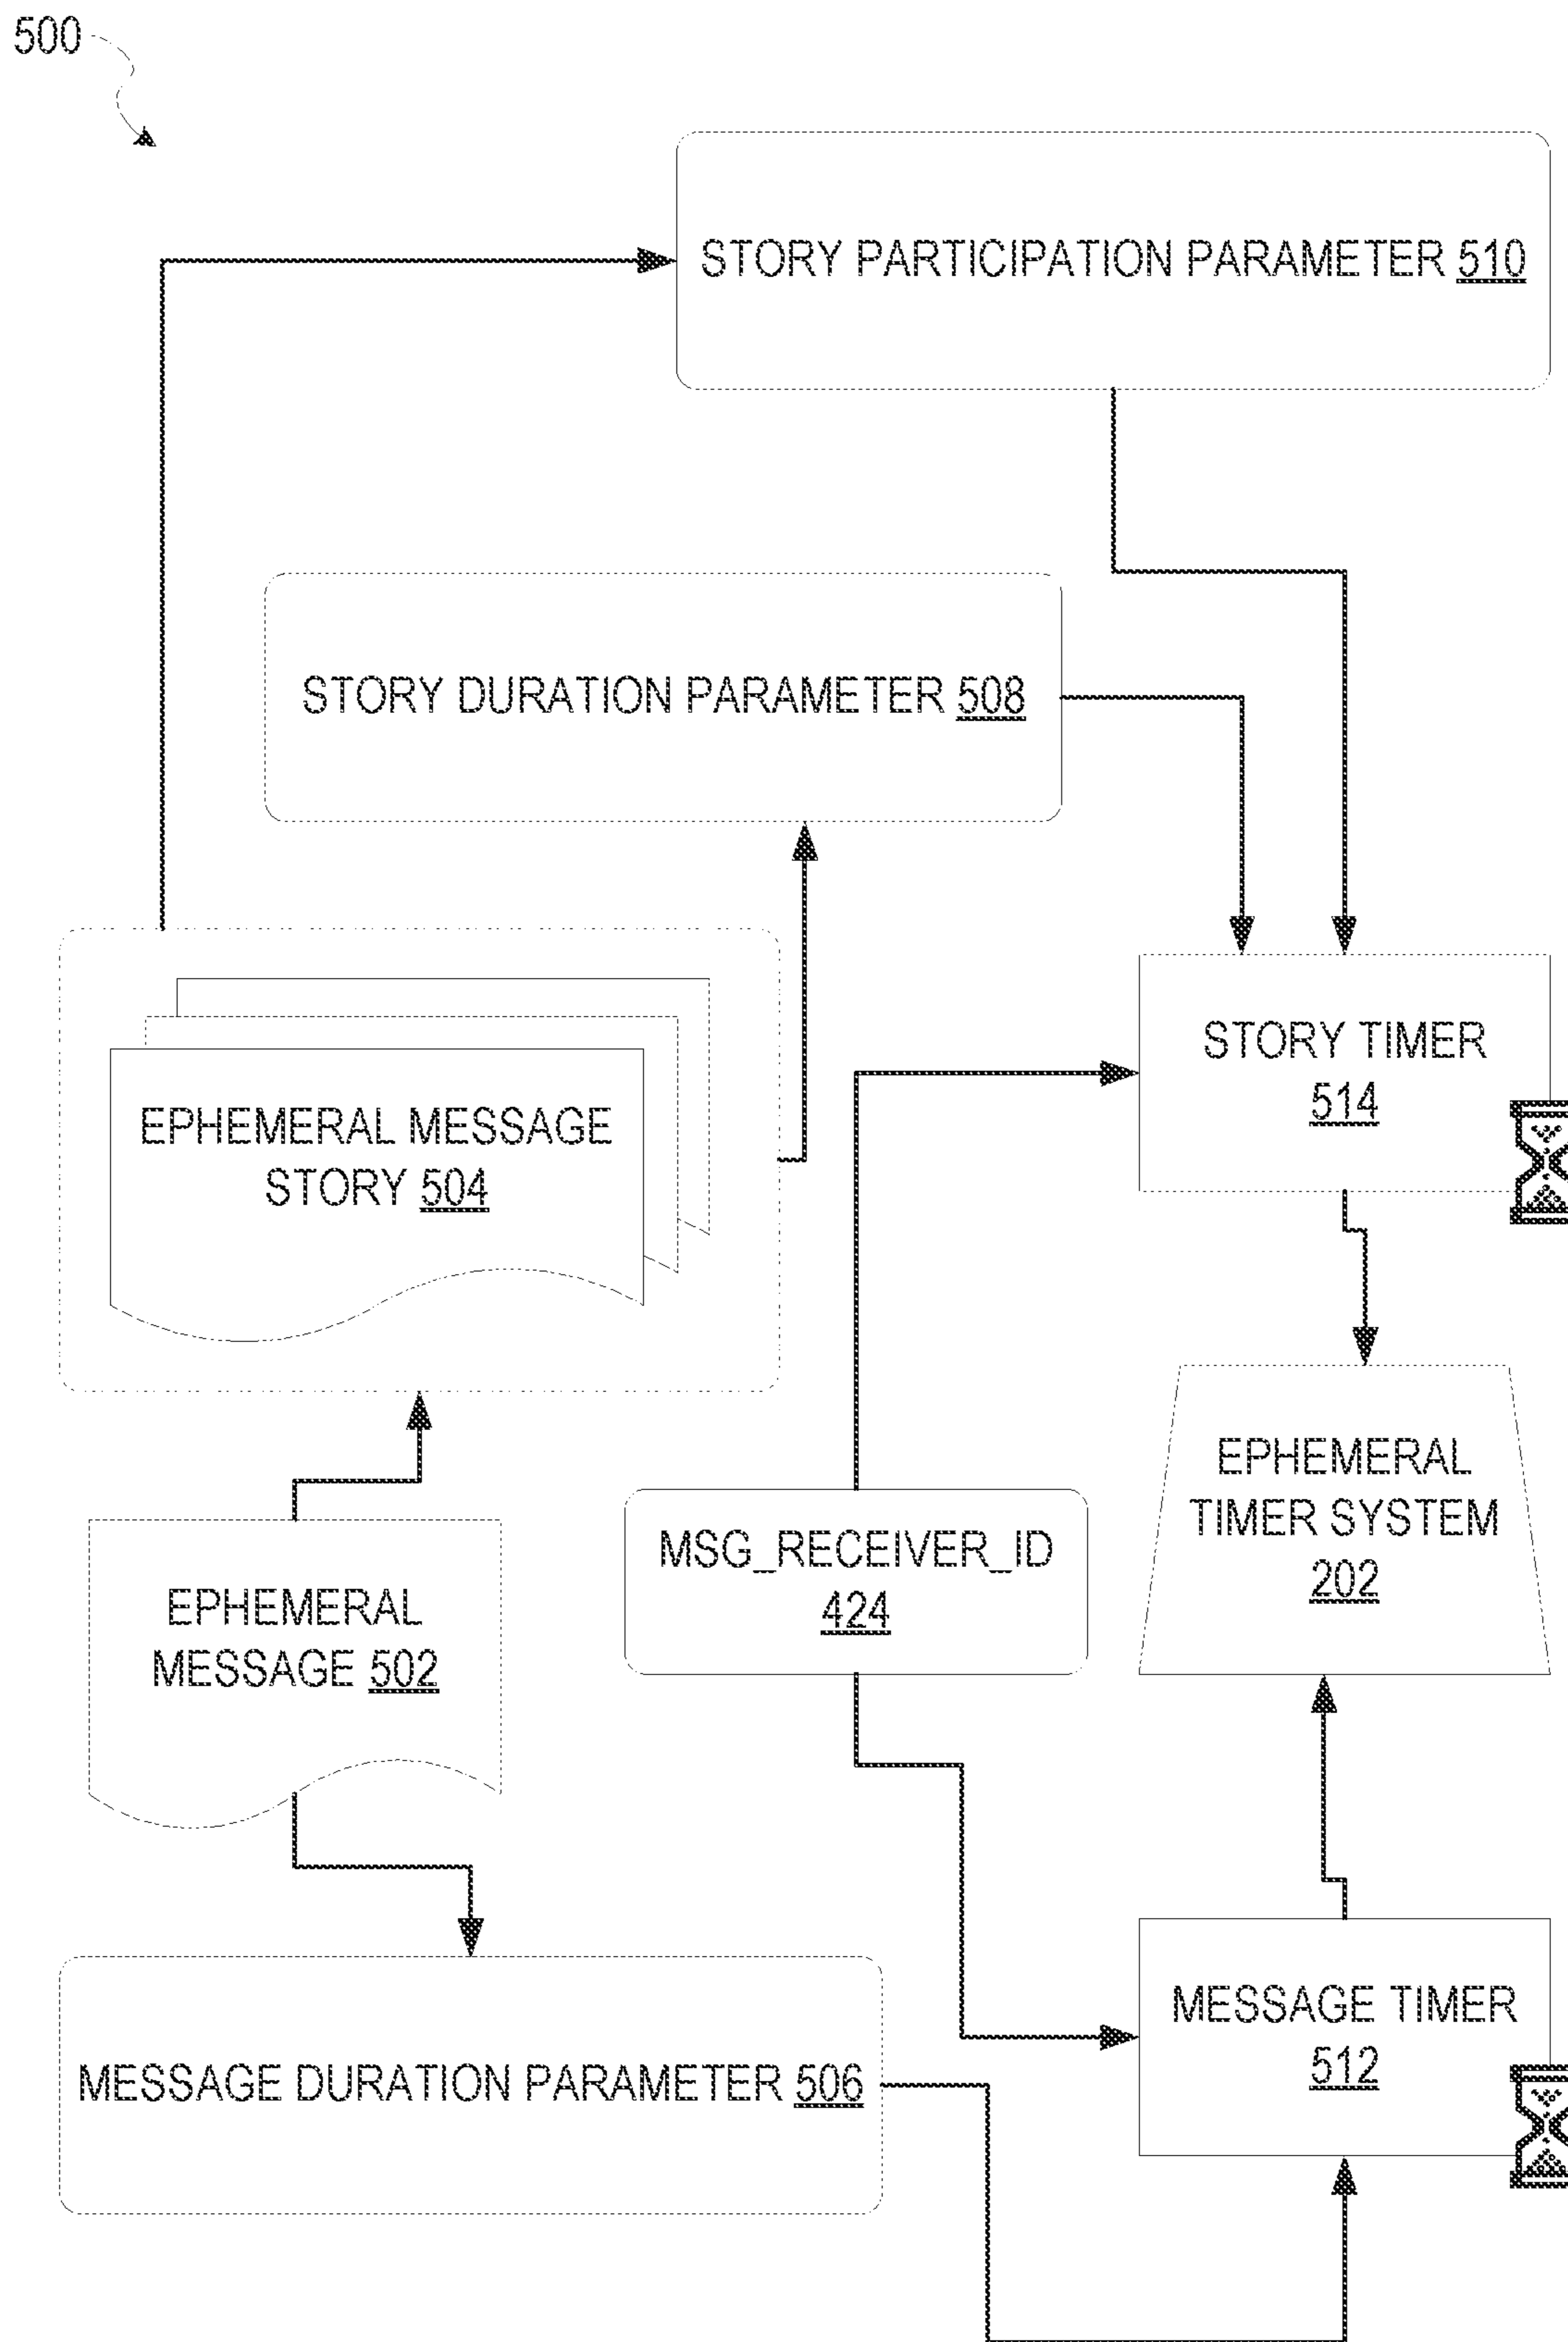 500
STORY PARTICIPATION PARAMETER 510
STORY DURATION PARAMETER 508
STORY TIMER
514
EPHEMERAL MESSAGE
STORY 504
EPHEMERAL
TIMER SYSTEM
202
MSG_RECEIVER_ID
424
EPHEMERAL
MESSAGE 502
MESSAGE TIMER
512
MESSAGE DURATION PARAMETER 506